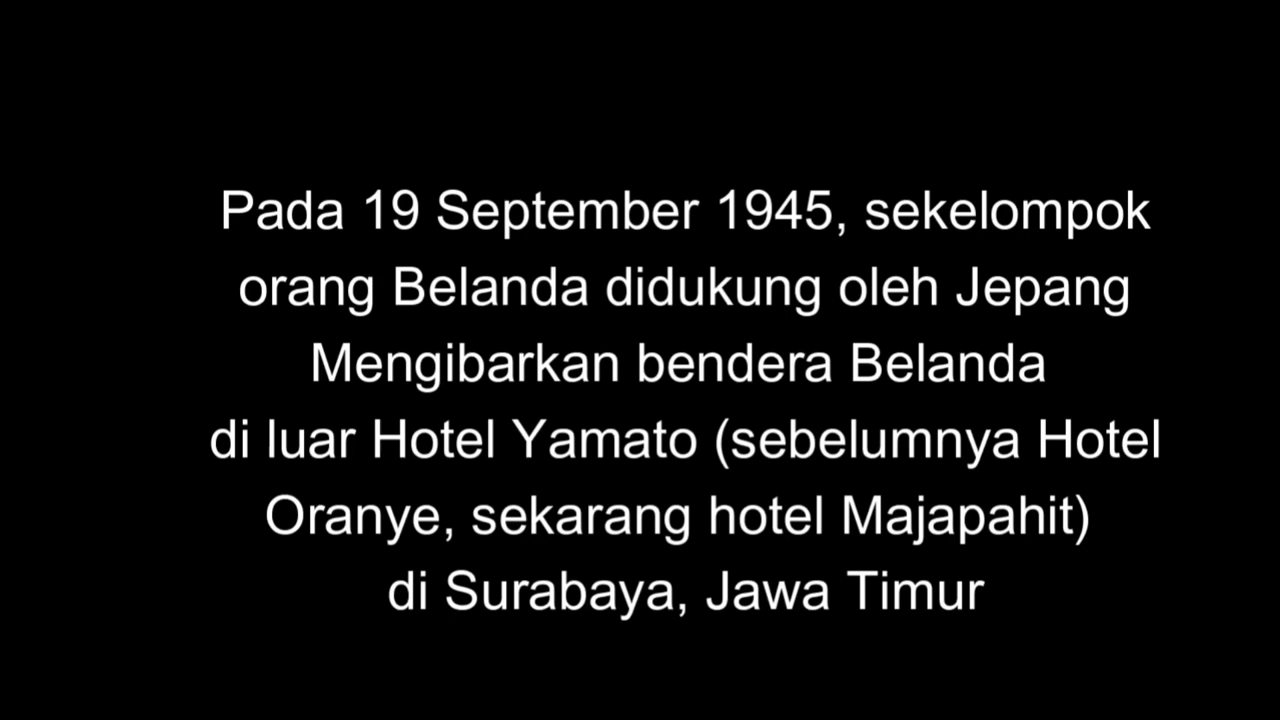 Pada 19 September 1945, sekelompok
orang Belanda didukung oleh Jepang
Mengibarkan bendera Belanda
di luar Hotel Yamato (sebelumnya Hotel
Oranye, sekarang hotel Majapahit)
di Surabaya, Jawa Timur